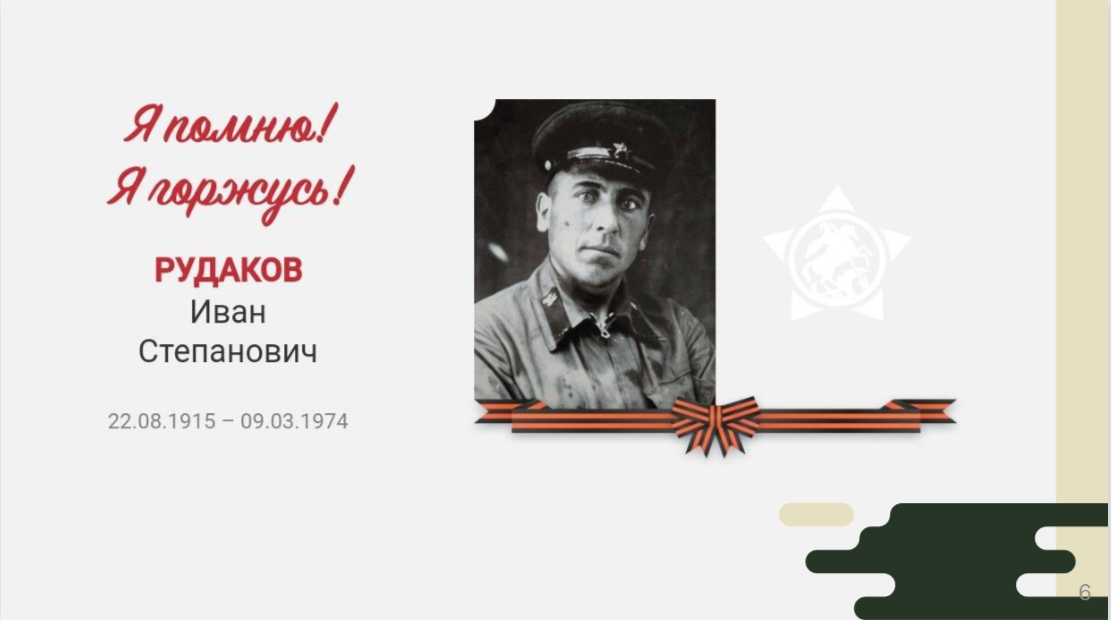 Я помню!
Я горжусь!
РУДАКОВ
Иван
Степанович
22.08.1915 – 09.03.1974
6